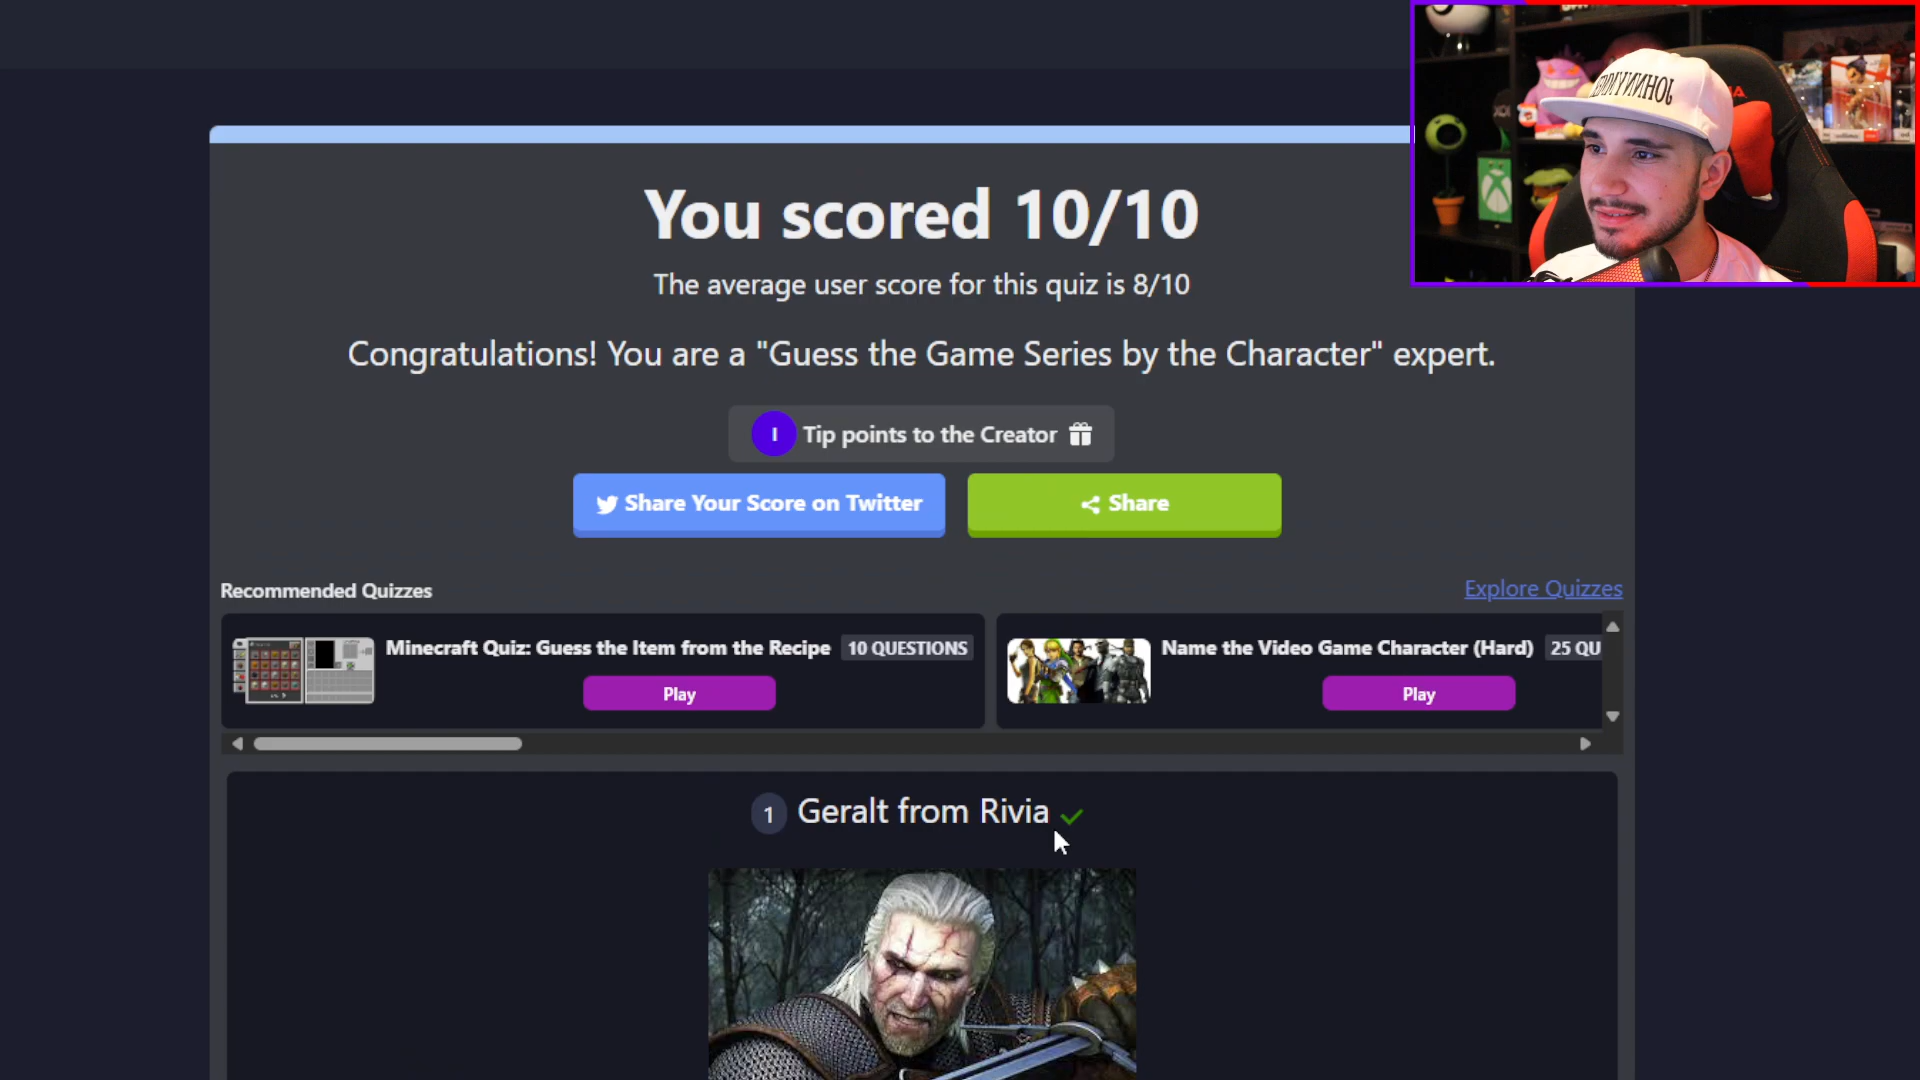 You scored 10/10
The average user score for this quiz is 8/10
Congratulations! You are a "Guess the Game Series by the Character" expert.
I Tip points to the Creator
Share Your Score on Twitter
Share
Recommended Quizzes
Explore Quizzes
Minecraft Quiz: Guess the Item from the Recipe 10 QUESTIONS
Play
Name the Video Game Character (Hard) 25 QU
Play
1 Geralt from Rivia